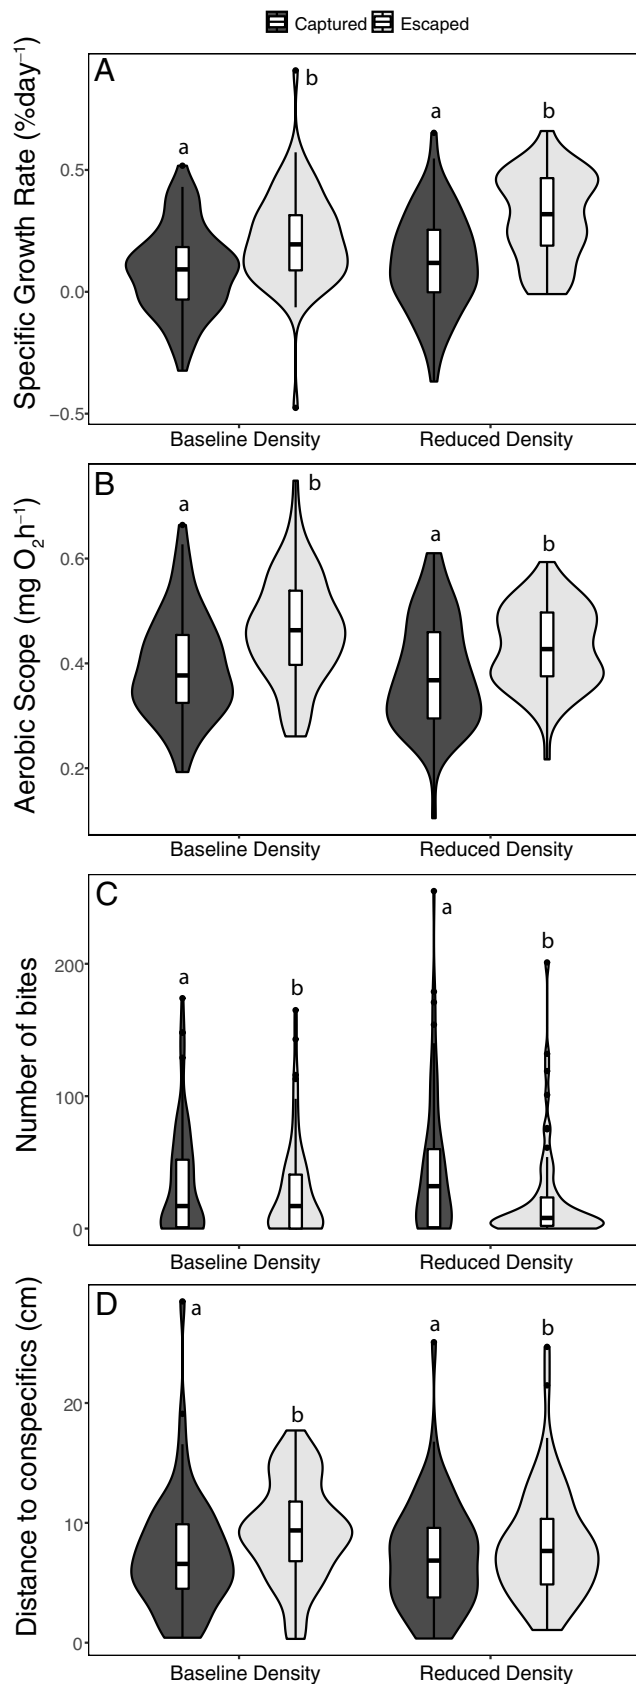 Captured Escaped
A
Specific Growth Rate (%day⁻¹)
a b a b
0.5
0.0
−0.5
Baseline Density Reduced Density
B
Aerobic Scope (mg O₂h⁻¹)
a b a b
0.6
0.4
0.2
Baseline Density Reduced Density
C
Number of bites
a b a b
200
100
0
Baseline Density Reduced Density
D
Distance to conspecifics (cm)
a b a b
20
10
0
Baseline Density Reduced Density